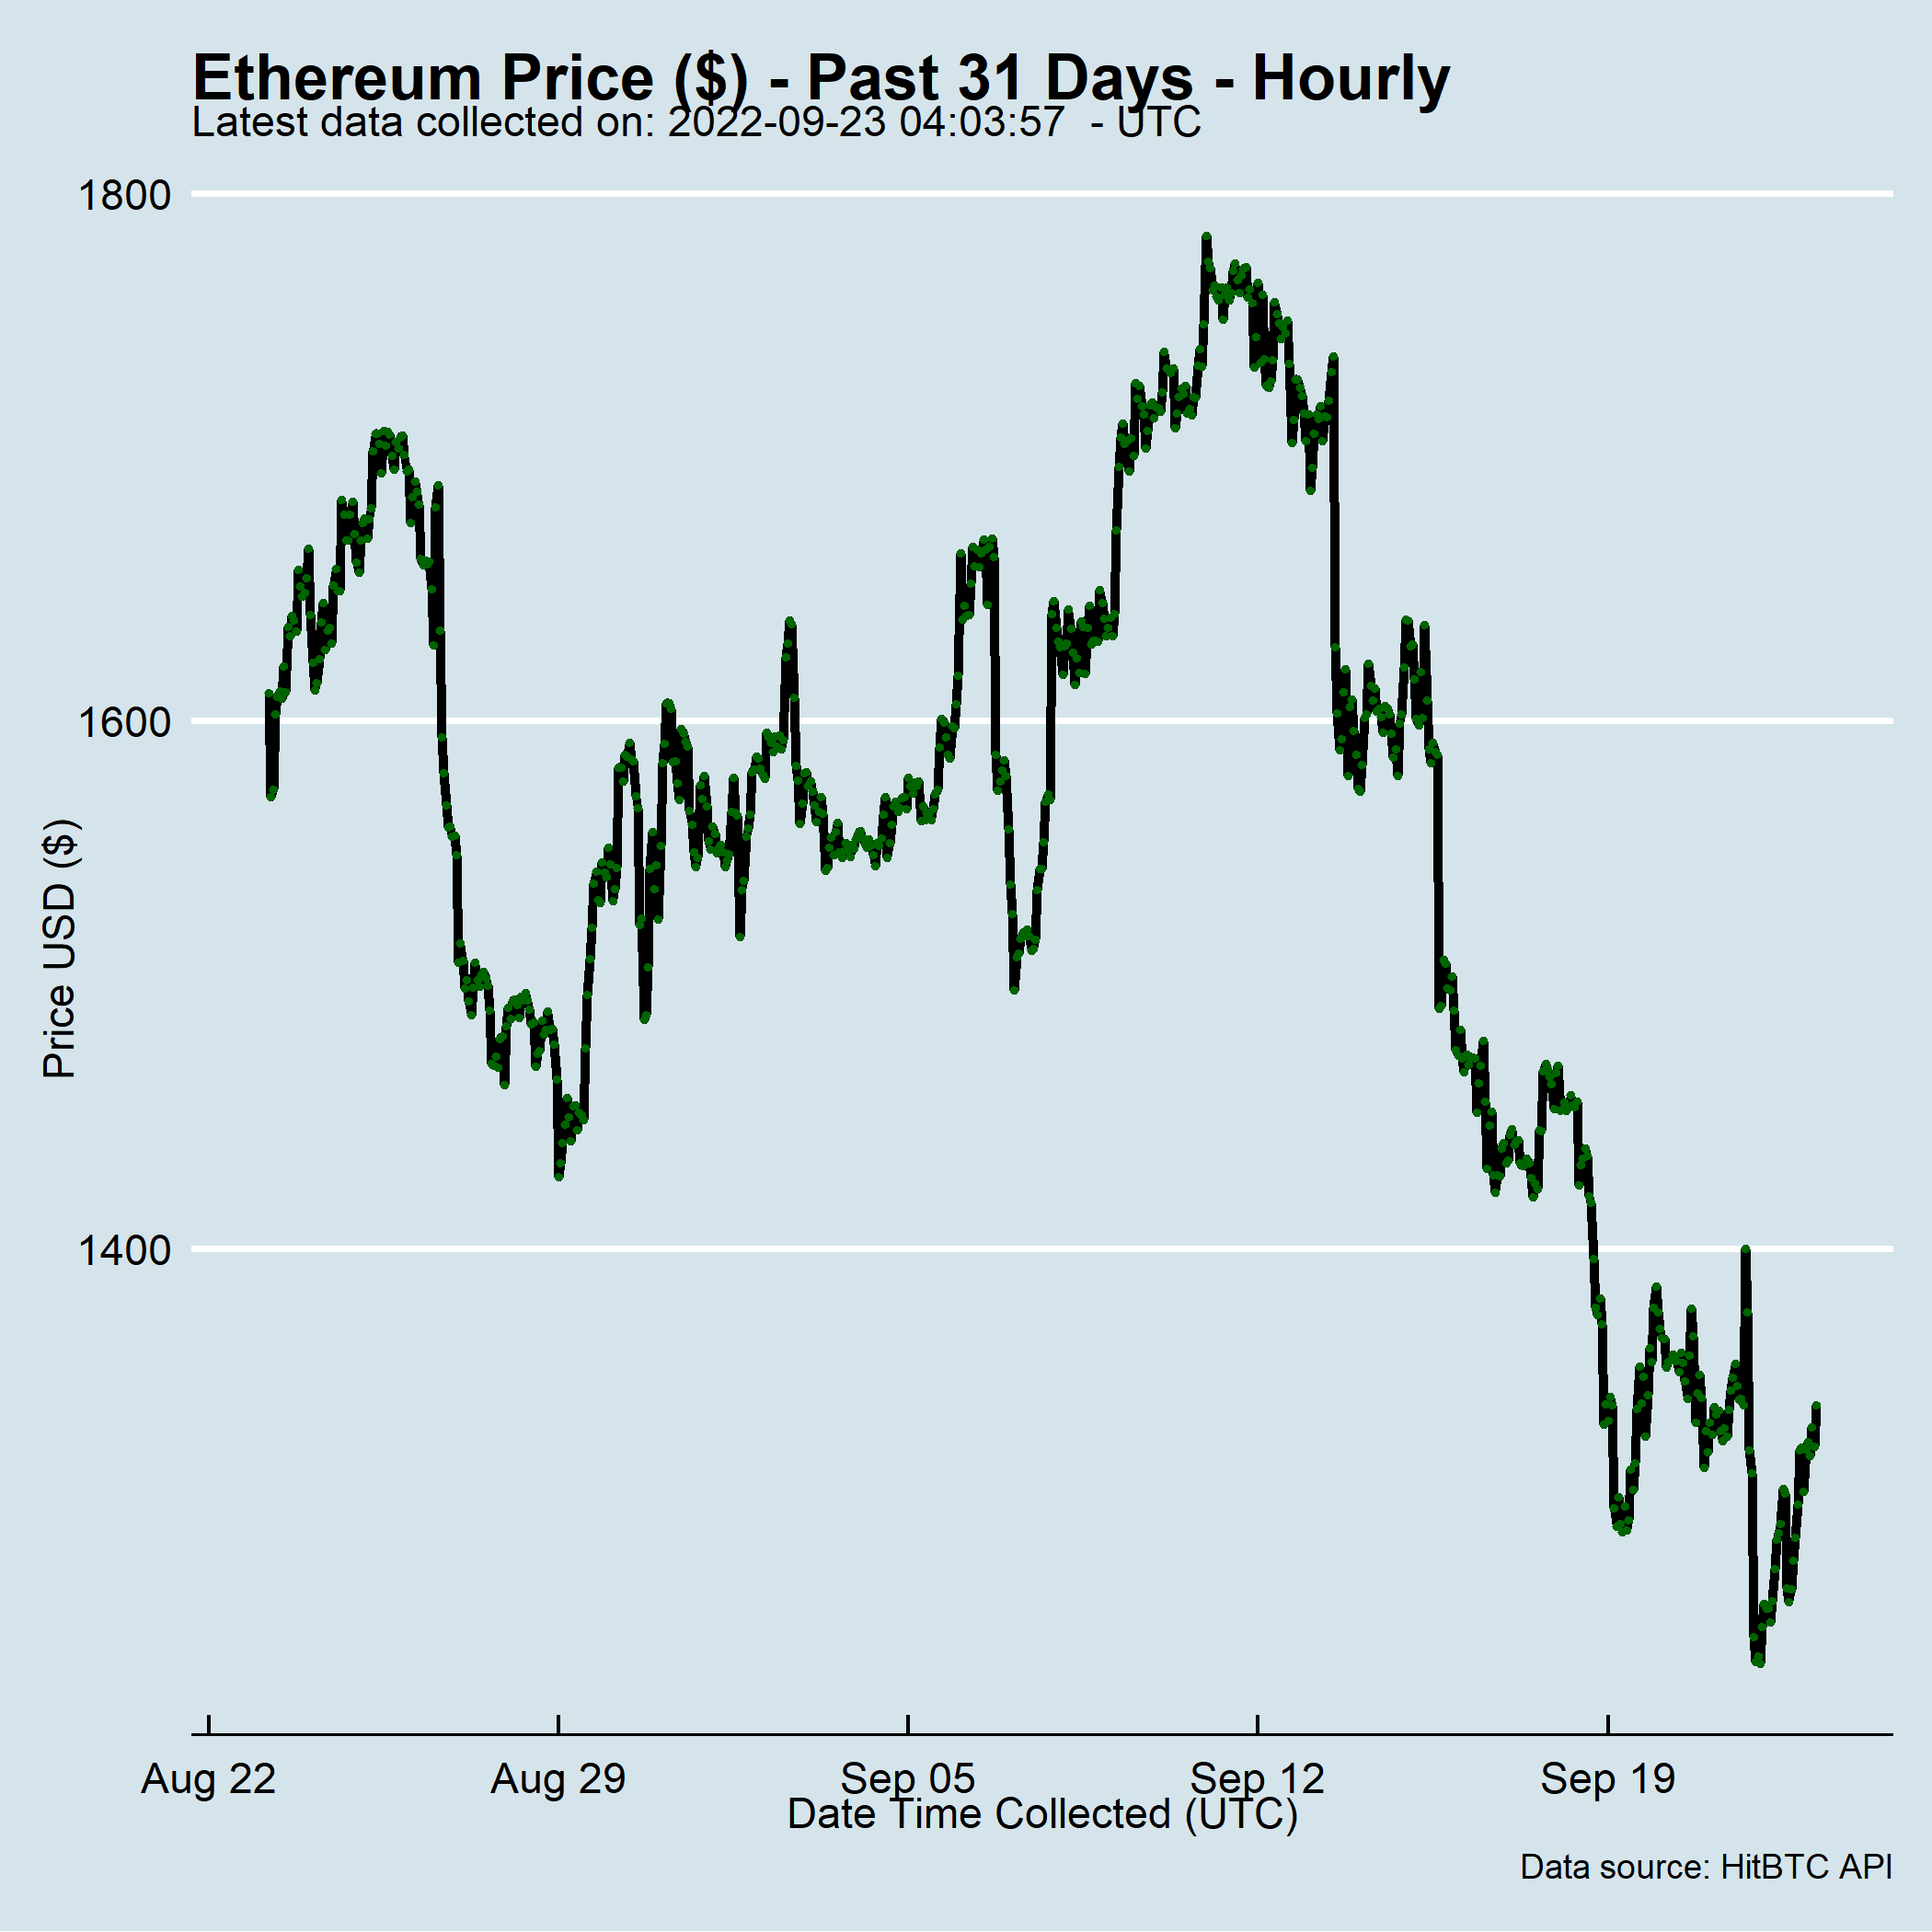 Ethereum Price ($) - Past 31 Days - Hourly
Latest data collected on: 2022-09-23 04:03:57  - UTC
1800
1600
1400
Price USD ($)
Aug 22
Aug 29
Sep 05
Sep 12
Sep 19
Date Time Collected (UTC)
Data source: HitBTC API